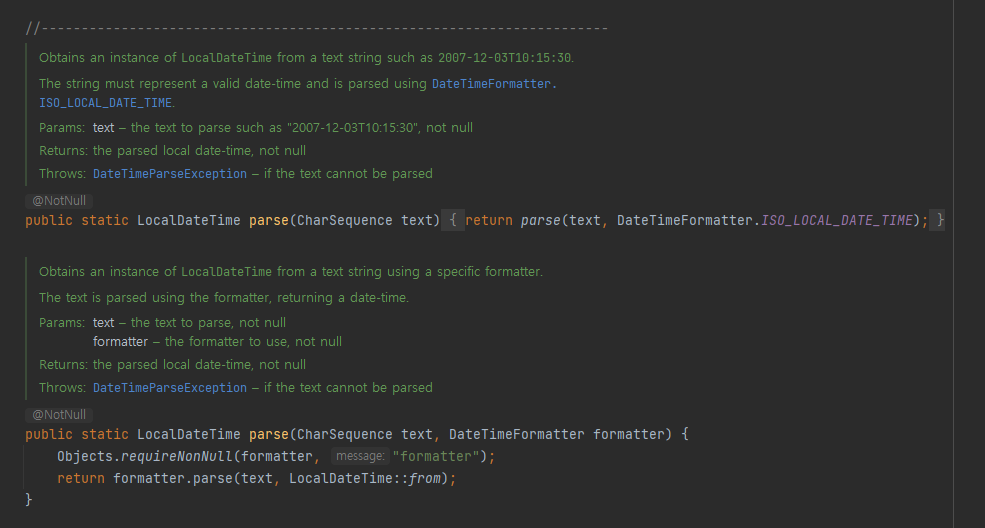 //-----------------------------------------------------------------------
Obtains an instance of LocalDateTime from a text string such as 2007-12-03T10:15:30.
The string must represent a valid date-time and is parsed using DateTimeFormatter.
ISO_LOCAL_DATE_TIME.
Params: text – the text to parse such as "2007-12-03T10:15:30", not null
Returns: the parsed local date-time, not null
Throws: DateTimeParseException – if the text cannot be parsed
@NotNull
public static LocalDateTime parse(CharSequence text) { return parse(text, DateTimeFormatter.ISO_LOCAL_DATE_TIME); }
Obtains an instance of LocalDateTime from a text string using a specific formatter.
The text is parsed using the formatter, returning a date-time.
Params: text – the text to parse, not null
formatter – the formatter to use, not null
Returns: the parsed local date-time, not null
Throws: DateTimeParseException – if the text cannot be parsed
@NotNull
public static LocalDateTime parse(CharSequence text, DateTimeFormatter formatter) {
Objects.requireNonNull(formatter, message: "formatter");
return formatter.parse(text, LocalDateTime::from);
}